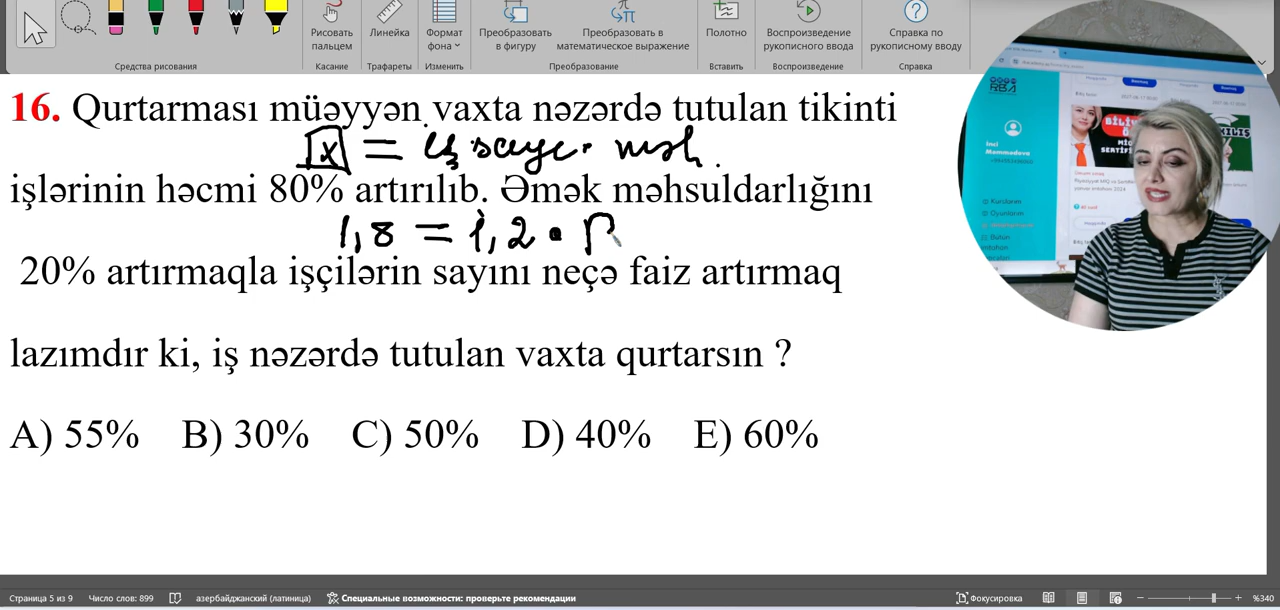 Рисовать пальцем
Линейка
Формат фона
Преобразовать в фигуру
Преобразовать в математическое выражение
Полотно
Воспроизведение рукописного ввода
Справка по рукописному вводу
Средства рисования
Касание
Трафареты
Изменить
Преобразование
Вставить
Воспроизведение
Справка
16. Qurtarması müəyyən vaxta nəzərdə tutulan tikinti
İx = iş sayı. məh.
işlərinin həcmi 80% artırılıb. Əmək məhsuldarlığını
1,8 = 1,2 •
20% artırmaqla işçilərin sayını neçə faiz artırmaq
lazımdır ki, iş nəzərdə tutulan vaxta qurtarsın ?
A) 55% B) 30% C) 50% D) 40% E) 60%
RBA
İnci
Məmmədova
Страница 5 из 9
Число слов: 899
азербайджанский (латиница)
Специальные возможности: проверьте рекомендации
Фокусировка
%340